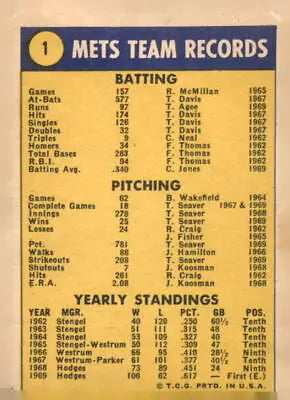 1
METS TEAM RECORDS
BATTING
Games 157 R. McMillan 1965
At-Bats 577 T. Davis 1967
Runs 97 T. Agee 1969
Hits 174 T. Davis 1967
Singles 126 T. Davis 1967
Doubles 32 T. Davis 1967
Triples 9 C. Neal 1962
Homers 34 F. Thomas 1962
Total Bases 283 F. Thomas 1962
R.B.I. 94 F. Thomas 1962
Batting Avg. .340 C. Jones 1969
PITCHING
Games 62 B. Wakefield 1964
Complete Games 18 T. Seaver 1967 & 1969
Innings 278 T. Seaver 1968
Wins 25 T. Seaver 1969
Losses 24 R. Craig 1962
J. Fisher 1965
Pct. .781 T. Seaver 1969
Walks 88 J. Hamilton 1966
Strikeouts 208 T. Seaver 1969
Shutouts 7 J. Koosman 1968
Hits 261 R. Craig 1962
E.R.A. 2.08 J. Koosman 1968
YEARLY STANDINGS
YEAR MGR. W L PCT. GB POS.
1962 Stengel 40 120 .250 60½ Tenth
1963 Stengel 51 111 .315 48 Tenth
1964 Stengel 53 109 .327 40 Tenth
1965 Stengel-Westrum 50 112 .309 47 Tenth
1966 Westrum 66 95 .410 28½ Ninth
1967 Westrum-Parker 61 101 .377 40½ Tenth
1968 Hodges 73 89 .451 24 Ninth
1969 Hodges 100 62 .617 — First (E.)
© T.C.G. PRTD. IN U.S.A.